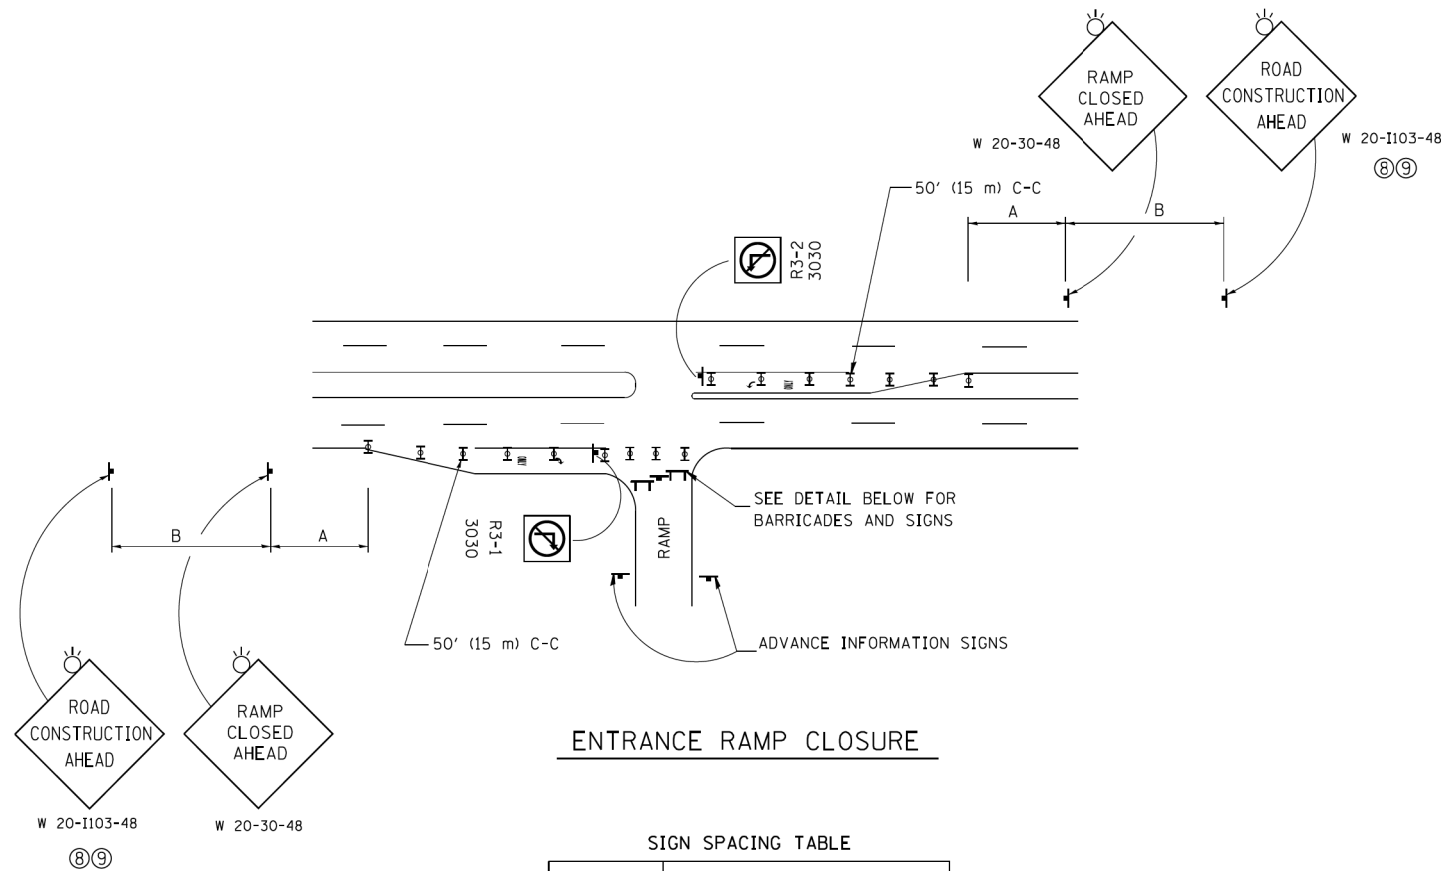 RAMP
CLOSED
AHEAD
W 20-30-48
ROAD
CONSTRUCTION
AHEAD
W 20-I103-48
⑧⑨
50' (15 m) C-C
A
B
R3-2
3030
ONLY
ONLY
B
A
R3-1
3030
RAMP
SEE DETAIL BELOW FOR
BARRICADES AND SIGNS
50' (15 m) C-C
ADVANCE INFORMATION SIGNS
ROAD
CONSTRUCTION
AHEAD
W 20-I103-48
⑧⑨
RAMP
CLOSED
AHEAD
W 20-30-48
ENTRANCE RAMP CLOSURE
SIGN SPACING TABLE